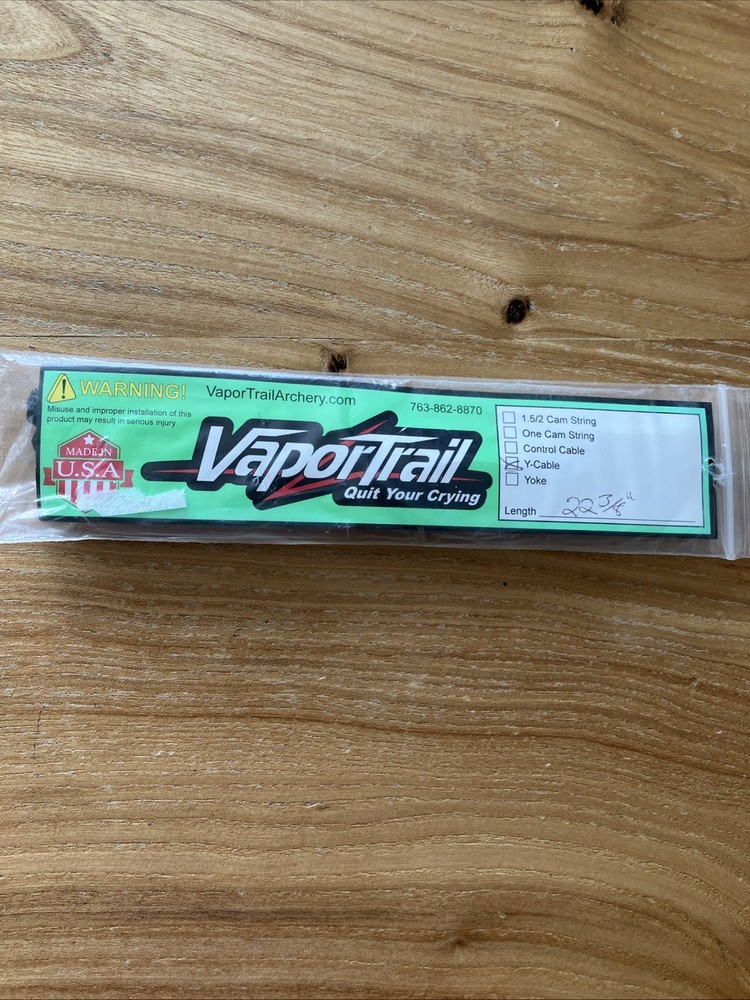 WARNING!
Misuse and improper installation of this
product may result in serious injury.
VaporTrailArchery.com
763-862-8870
MADE IN
U.S.A
VaporTrail
Quit Your Crying
1.5/2 Cam String
One Cam String
Control Cable
Y-Cable
Yoke
Length 22 3/8"